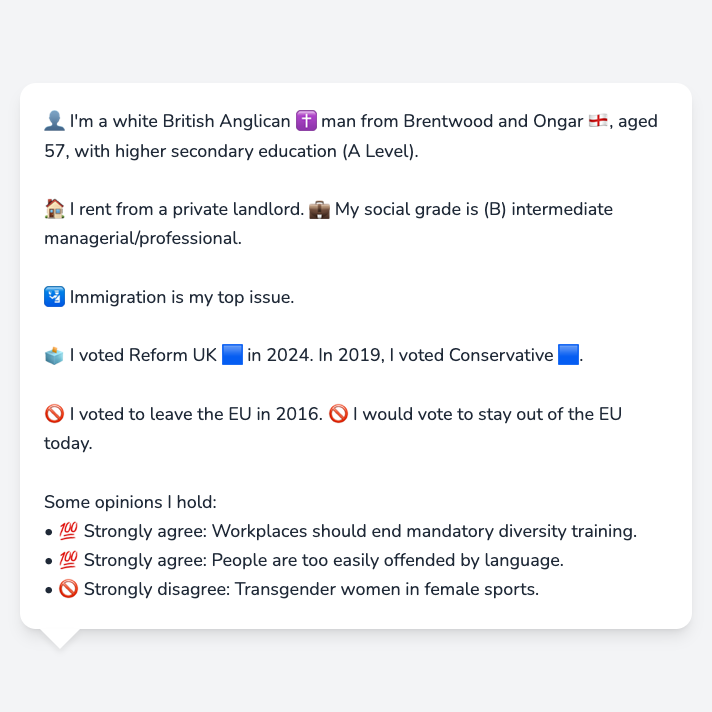 👤 I'm a white British Anglican ✝️ man from Brentwood and Ongar 🏴󠁧󠁢󠁥󠁮󠁧󠁿, aged
57, with higher secondary education (A Level).
🏠 I rent from a private landlord. 💼 My social grade is (B) intermediate
managerial/professional.
🛂 Immigration is my top issue.
🗳️ I voted Reform UK 🟦 in 2024. In 2019, I voted Conservative 🟦.
🚫 I voted to leave the EU in 2016. 🚫 I would vote to stay out of the EU
today.
Some opinions I hold:
• 💯 Strongly agree: Workplaces should end mandatory diversity training.
• 💯 Strongly agree: People are too easily offended by language.
• 🚫 Strongly disagree: Transgender women in female sports.